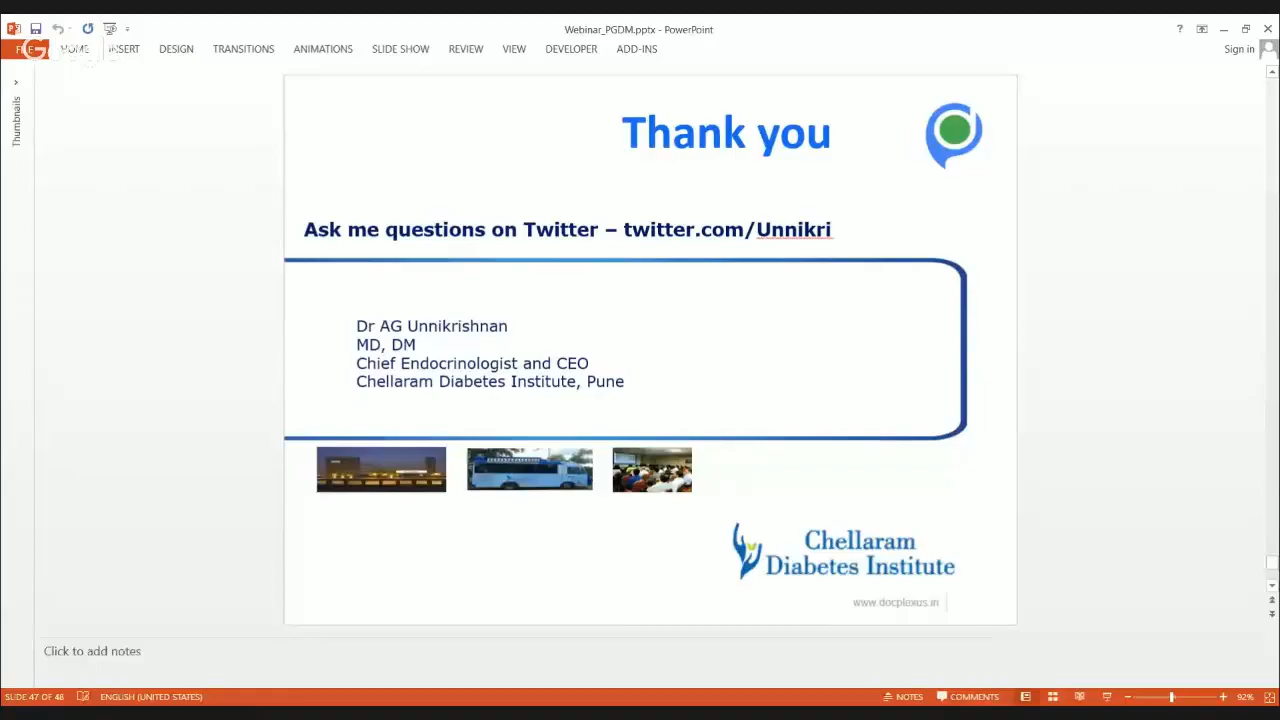 Webinar_PGDM.pptx - PowerPoint
?
FILE HOME INSERT DESIGN TRANSITIONS ANIMATIONS SLIDE SHOW REVIEW VIEW DEVELOPER ADD-INS
Sign in
Thumbnails
Thank you
Ask me questions on Twitter – twitter.com/Unnikri
Dr AG Unnikrishnan
MD, DM
Chief Endocrinologist and CEO
Chellaram Diabetes Institute, Pune
Chellaram
Diabetes Institute
www.docplexus.in
Click to add notes
SLIDE 47 OF 48 ENGLISH (UNITED STATES) NOTES COMMENTS 92%